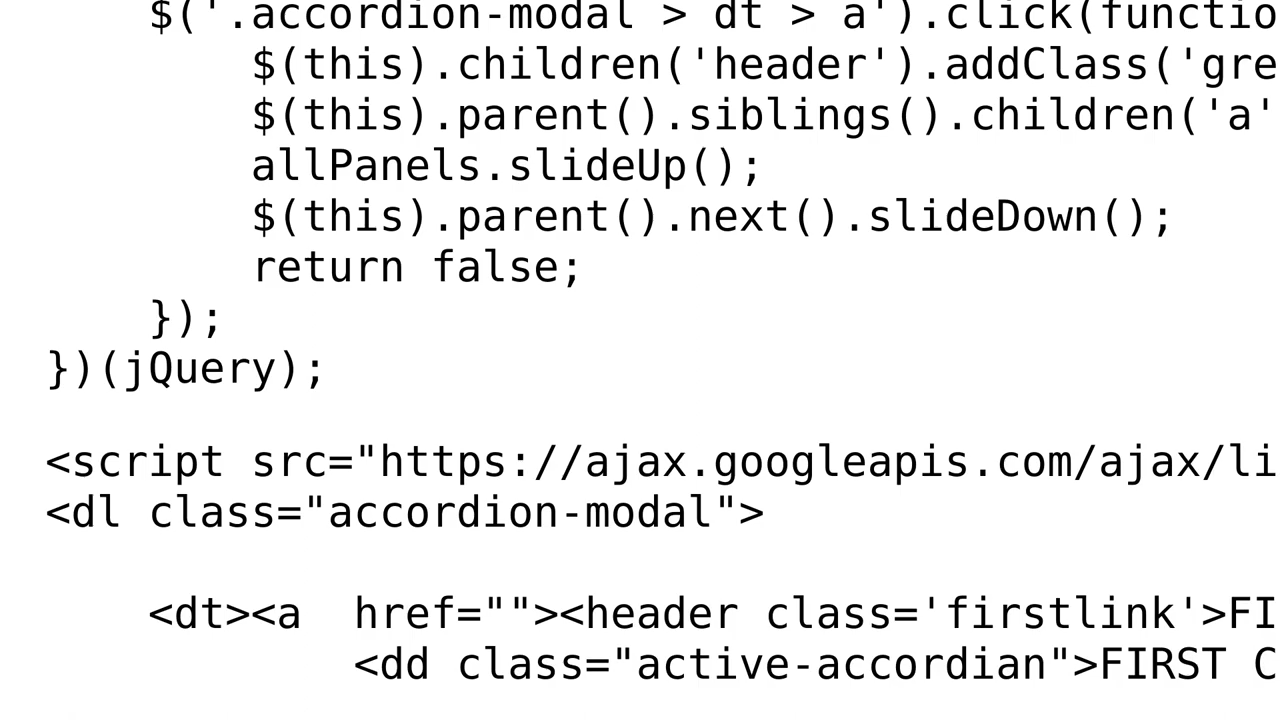 $('.accordion-modal > dt > a').click(functio
$(this).children('header').addClass('gre
$(this).parent().siblings().children('a'
allPanels.slideUp();
$(this).parent().next().slideDown();
return false;
});
})(jQuery);
<script src="https://ajax.googleapis.com/ajax/li
<dl class="accordion-modal">
<dt><a  href=""><header class='firstlink'>FI
<dd class="active-accordian">FIRST C